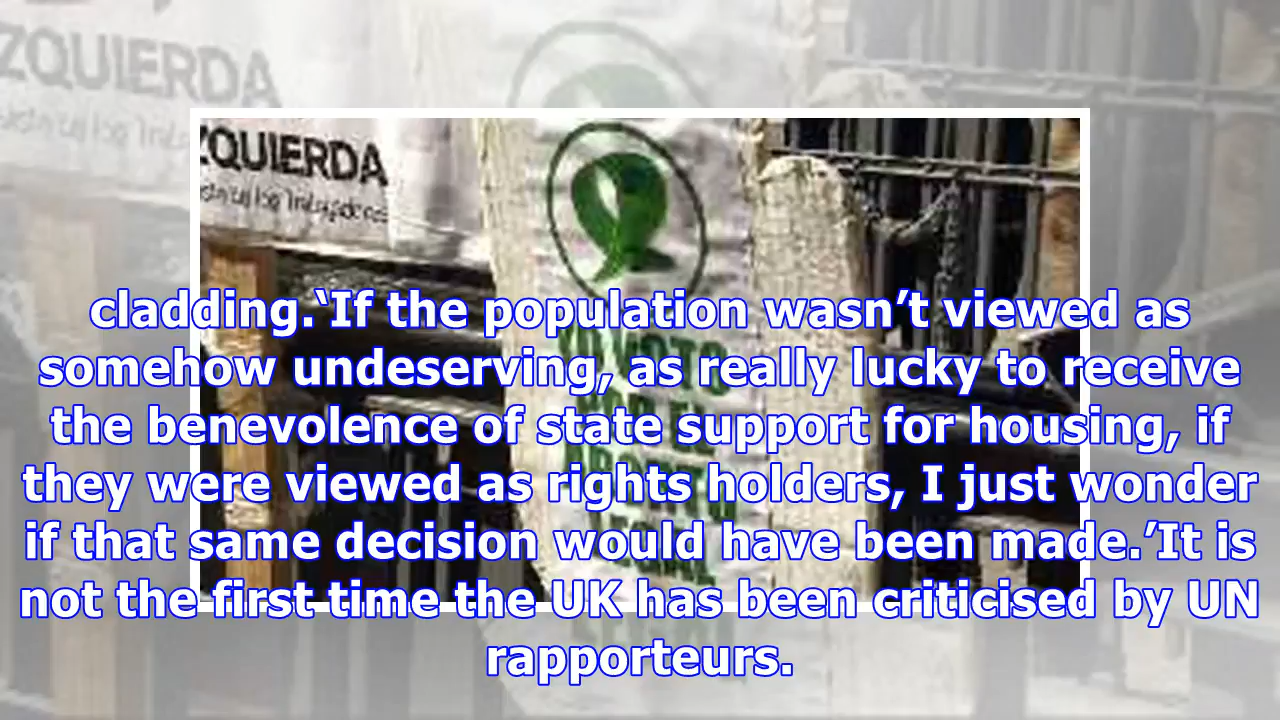 ZQUIERDA
ZQUIERDA
cladding.‘If the population wasn’t viewed as
somehow undeserving, as really lucky to receive
the benevolence of state support for housing, if
they were viewed as rights holders, I just wonder
if that same decision would have been made.’It is
not the first time the UK has been criticised by UN
rapporteurs.